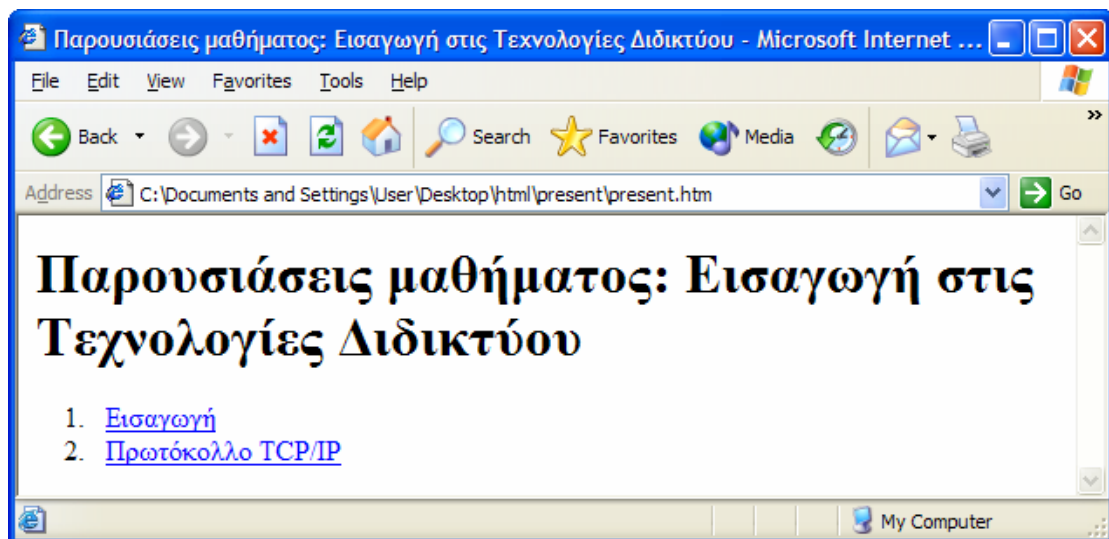 Παρουσιάσεις μαθήματος: Εισαγωγή στις Τεχνολογίες Διδικτύου - Microsoft Internet ...
File Edit View Favorites Tools Help
Back Search Favorites Media »
Address C:\Documents and Settings\User\Desktop\html\present\present.htm Go
Παρουσιάσεις μαθήματος: Εισαγωγή στις
Τεχνολογίες Διδικτύου
1. Εισαγωγή
2. Πρωτόκολλο TCP/IP
My Computer